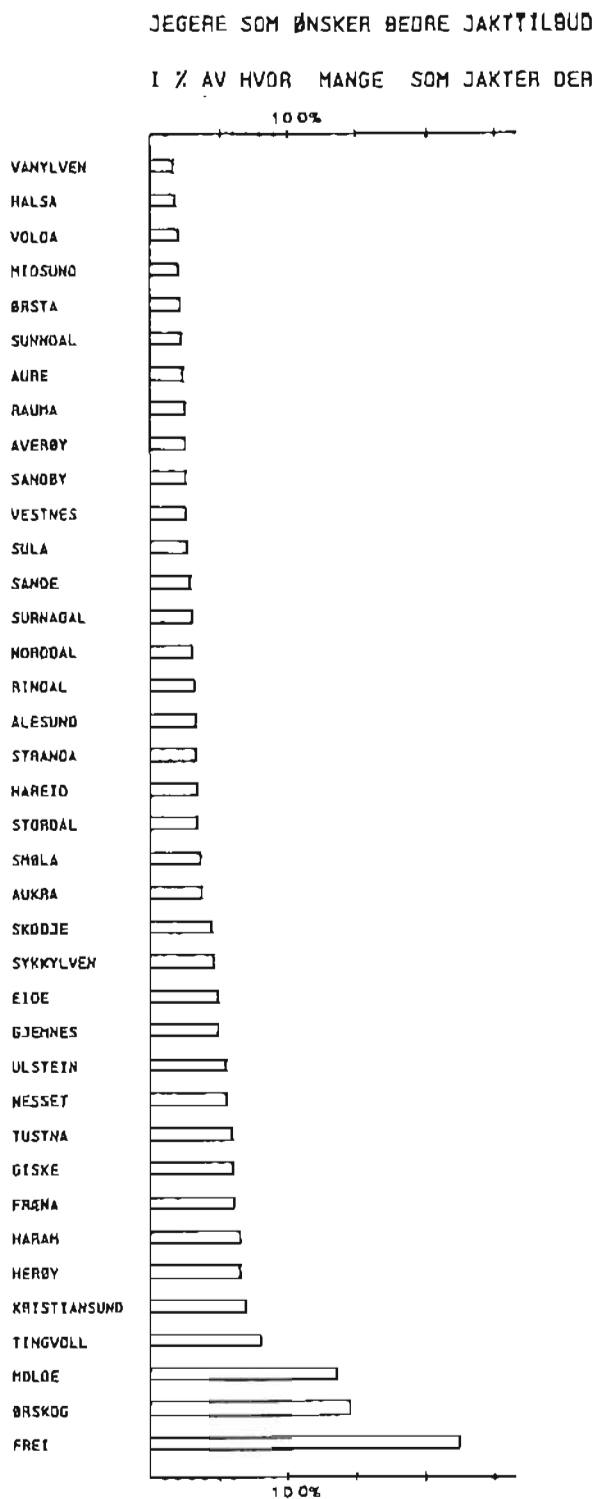 JEGERE SOM ØNSKER BEDRE JAKTTILBUD
I % AV HVOR MANGE SOM JAKTER DER
100%
VANYLVEN
HALSA
VOLDA
MIDSUND
ØRSTA
SUNNDAL
AURE
RAUMA
AVERØY
SANDØY
VESTNES
SULA
SANDE
SURNADAL
NORDDAL
RINDAL
ALESUND
STRANDA
HAREID
STORDAL
SMØLA
AUKRA
SKODJE
SYKKYLVEN
EIDE
GJEMNES
ULSTEIN
NESSET
TUSTNA
GISKE
FRÆNA
HARAM
HERØY
KRISTIANSUND
TINGVOLL
MOLDE
ØRSKOG
FREI
100%